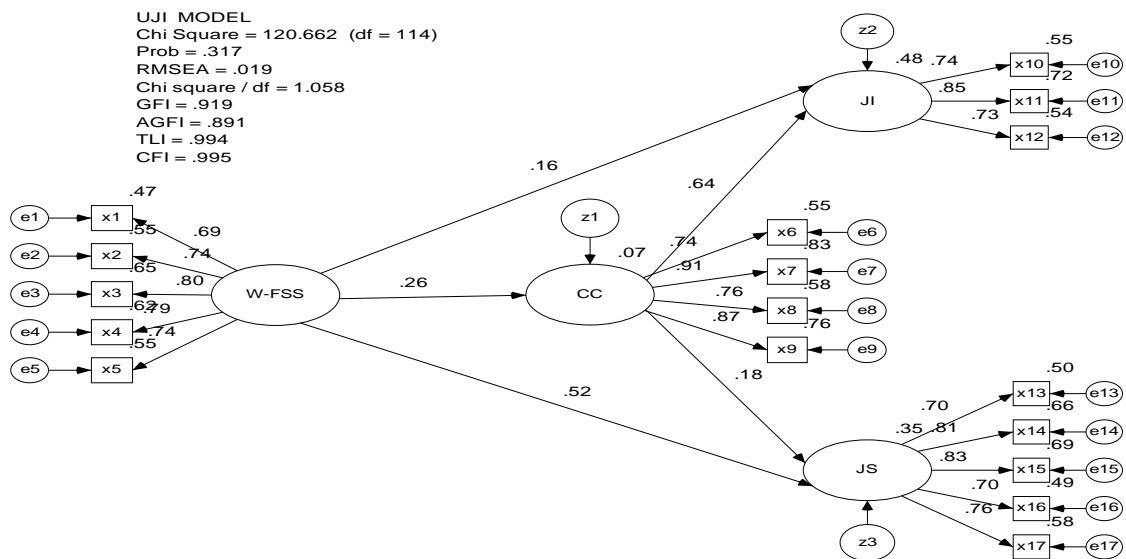 UJI MODEL
Chi Square = 120.662 (df = 114)
Prob = .317
RMSEA = .019
Chi square / df = 1.058
GFI = .919
AGFI = .891
TLI = .994
CFI = .995
z2
.55
.48 .74
x10
e10
.72
JI
.85
x11
e11
.54
.73
x12
e12
.16
.64
.47
e1
x1
.69
.55
e2
x2
.74
.65
e3
x3
.80
W-FSS
.62
.79
e4
x4
.74
.55
e5
x5
z1
.26
.07
CC
.55
.74
x6
e6
.83
.91
x7
e7
.58
.76
x8
e8
.76
.87
x9
e9
.18
.52
.50
.70
x13
e13
.66
.35
.81
x14
e14
.69
JS
.83
x15
e15
.49
.70
x16
e16
.58
.76
x17
e17
z3